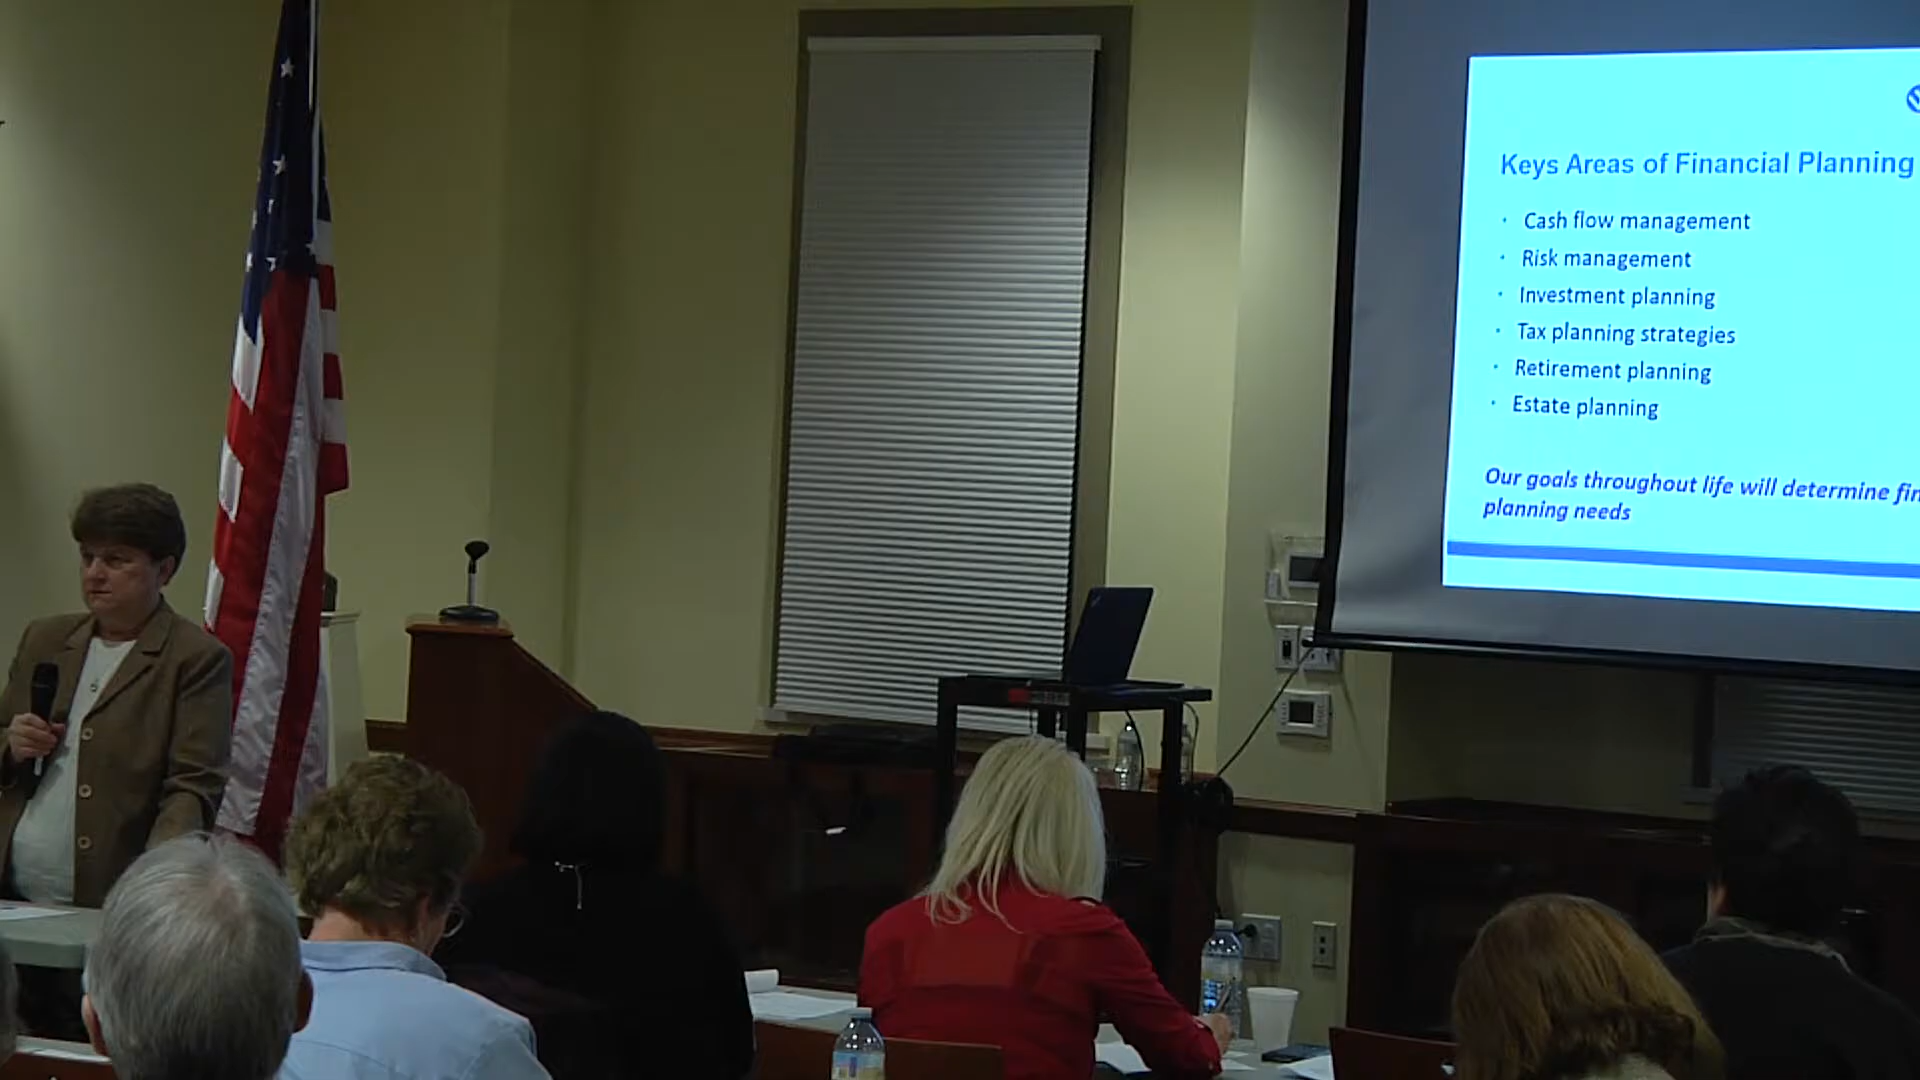 Keys Areas of Financial Planning
· Cash flow management
· Risk management
· Investment planning
· Tax planning strategies
· Retirement planning
· Estate planning
Our goals throughout life will determine fin
planning needs